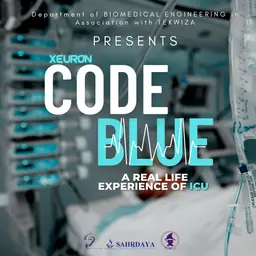 Department of BIOMEDICAL ENGINEERING in
Association with TEKWIZA
PRESENTS
XEURON
CODE
BLUE
A REAL LIFE
EXPERIENCE OF ICU
SAHRDAYA